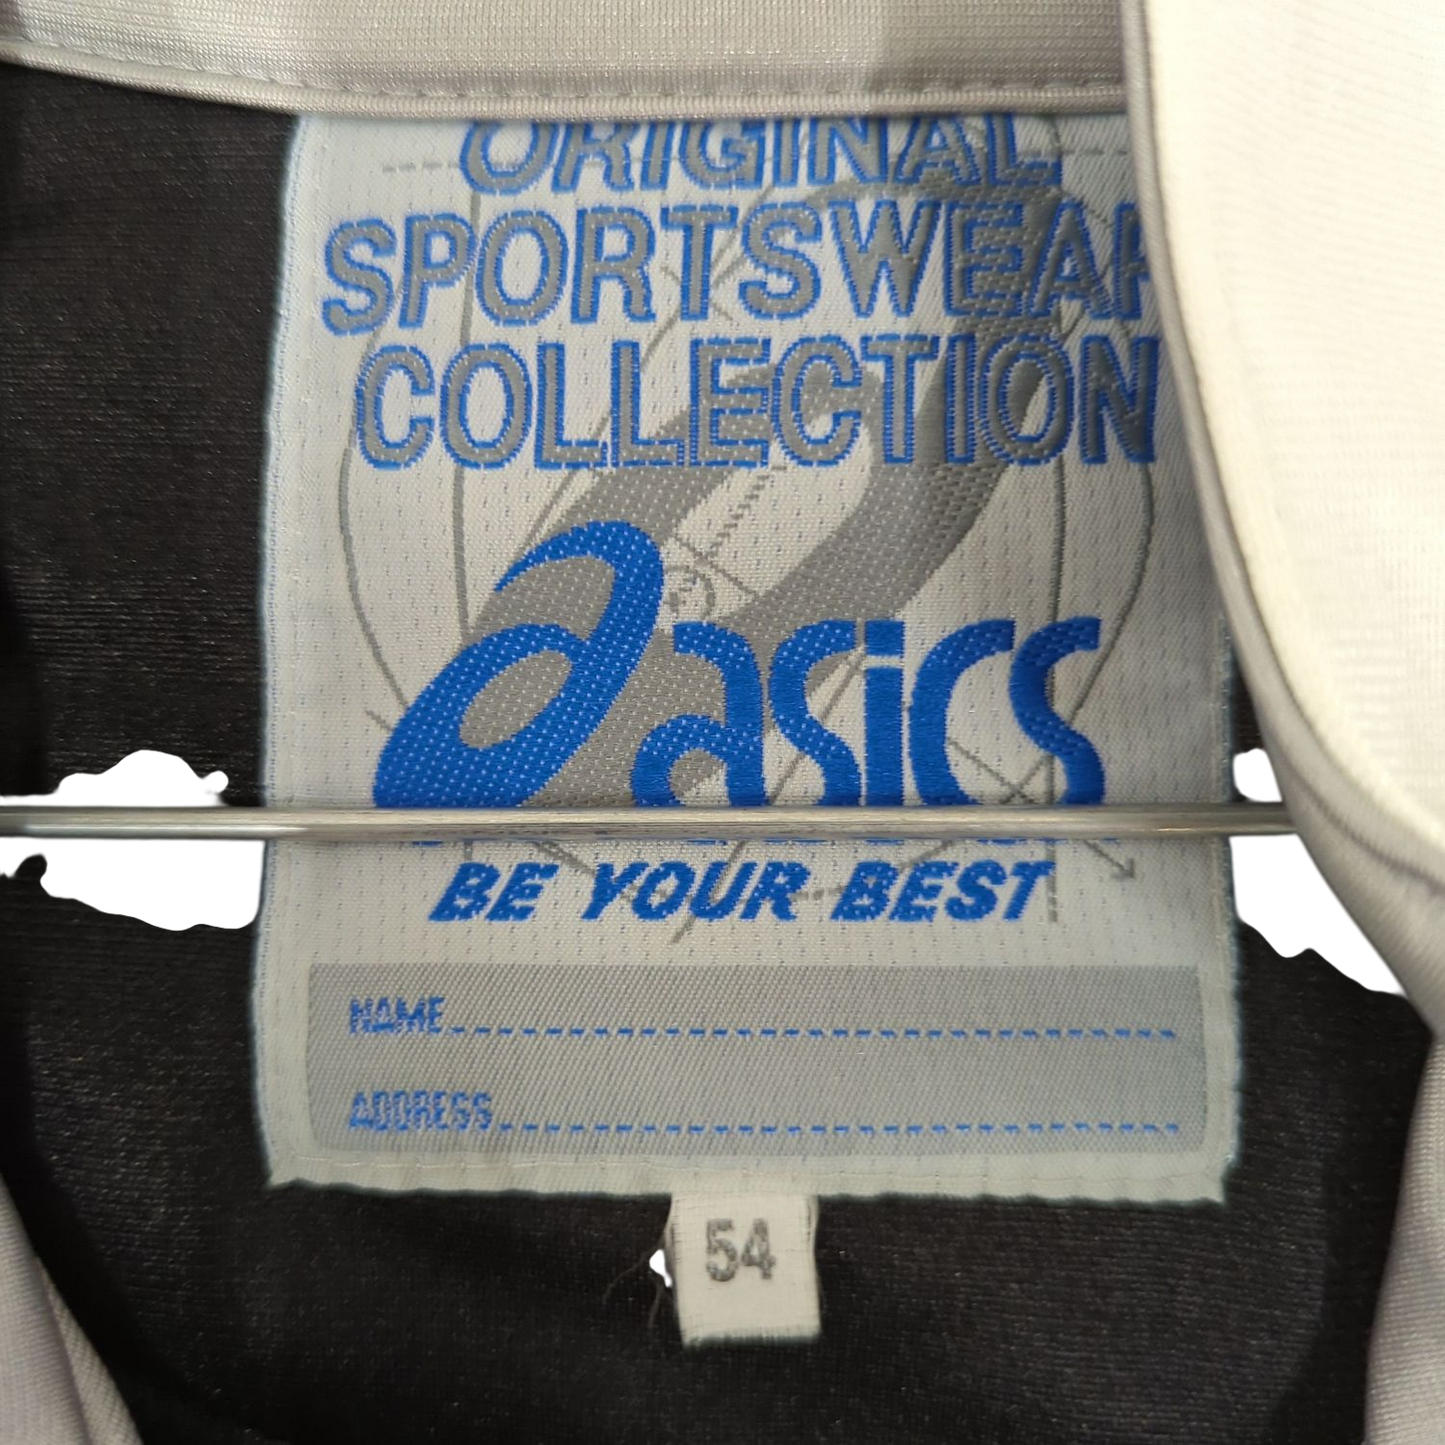 ORIGINAL
SPORTSWEAR
COLLECTION
asics
BE YOUR BEST
NAME
ADDRESS
54